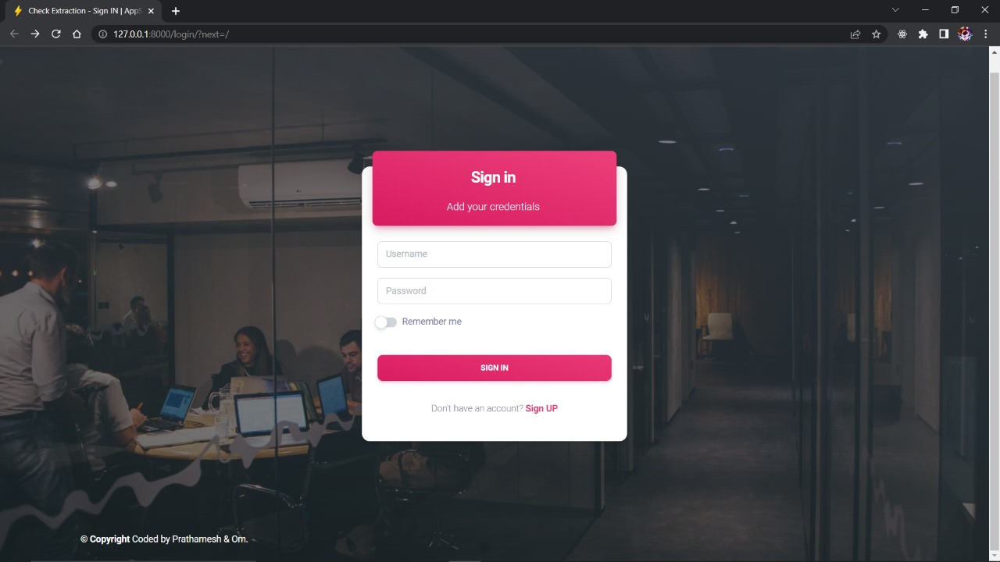 Check Extraction - Sign IN | AppS
127.0.0.1:8000/login/?next=/
Sign in
Add your credentials
Username
Password
Remember me
SIGN IN
Don't have an account? Sign UP
© Copyright Coded by Prathamesh & Om.